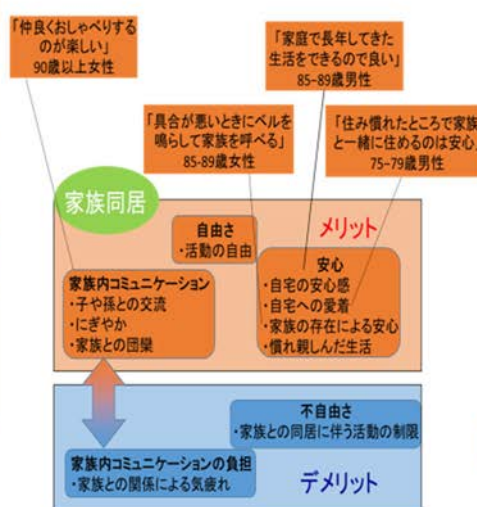 「仲良くおしゃべりする
のが楽しい」
90歳以上女性
「家庭で長年してきた
生活をできるので良い」
85-89歳男性
「具合が悪いときにベルを
鳴らして家族を呼べる」
85-89歳女性
「住み慣れたところで家族
と一緒に住めるのは安心」
75-79歳男性
家族同居
メリット
自由さ
・活動の自由
家族内コミュニケーション
・子や孫との交流
・にぎやか
・家族との団欒
安心
・自宅の安心感
・自宅への愛着
・家族の存在による安心
・慣れ親しんだ生活
不自由さ
・家族との同居に伴う活動の制限
家族内コミュニケーションの負担
・家族との関係による気疲れ
デメリット